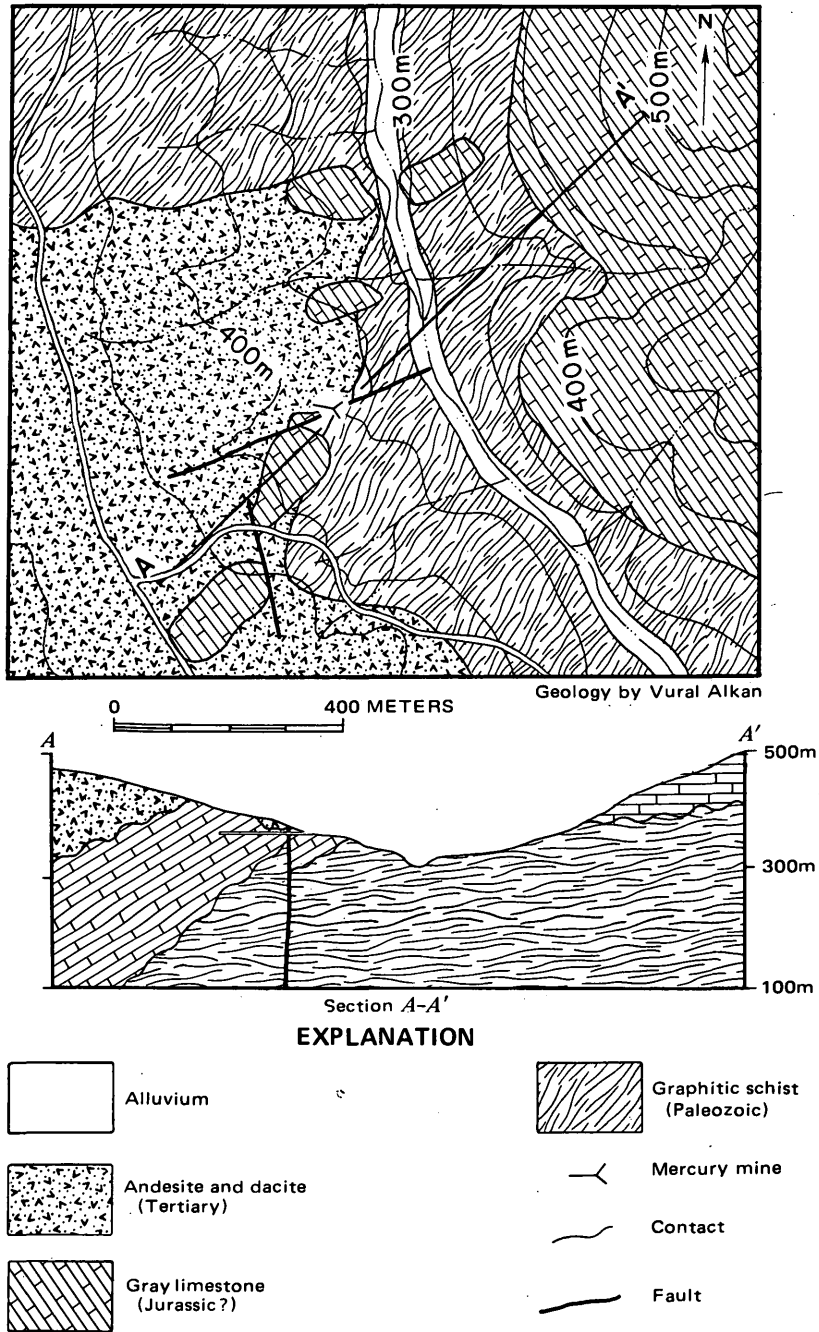 N
300m
A'
500m
400m
400m
A
Geology by Vural Alkan
0 400 METERS
A A'
500m
300m
100m
Section A-A'
EXPLANATION
Alluvium
Andesite and dacite
(Tertiary)
Gray limestone
(Jurassic?)
Graphitic schist
(Paleozoic)
Mercury mine
Contact
Fault